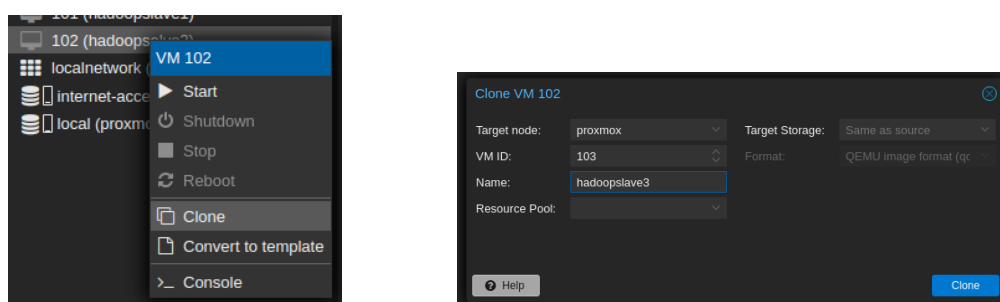 101 (hadoopslave1)
102 (hadoopslave2)
VM 102
localnetwork (
Start
internet-acce
Shutdown
local (proxmo
Stop
Reboot
Clone
Convert to template
Console
Clone VM 102
Target node: proxmox Target Storage: Same as source
VM ID: 103 Format: QEMU image format (qc
Name: hadoopslave3
Resource Pool:
Help Clone